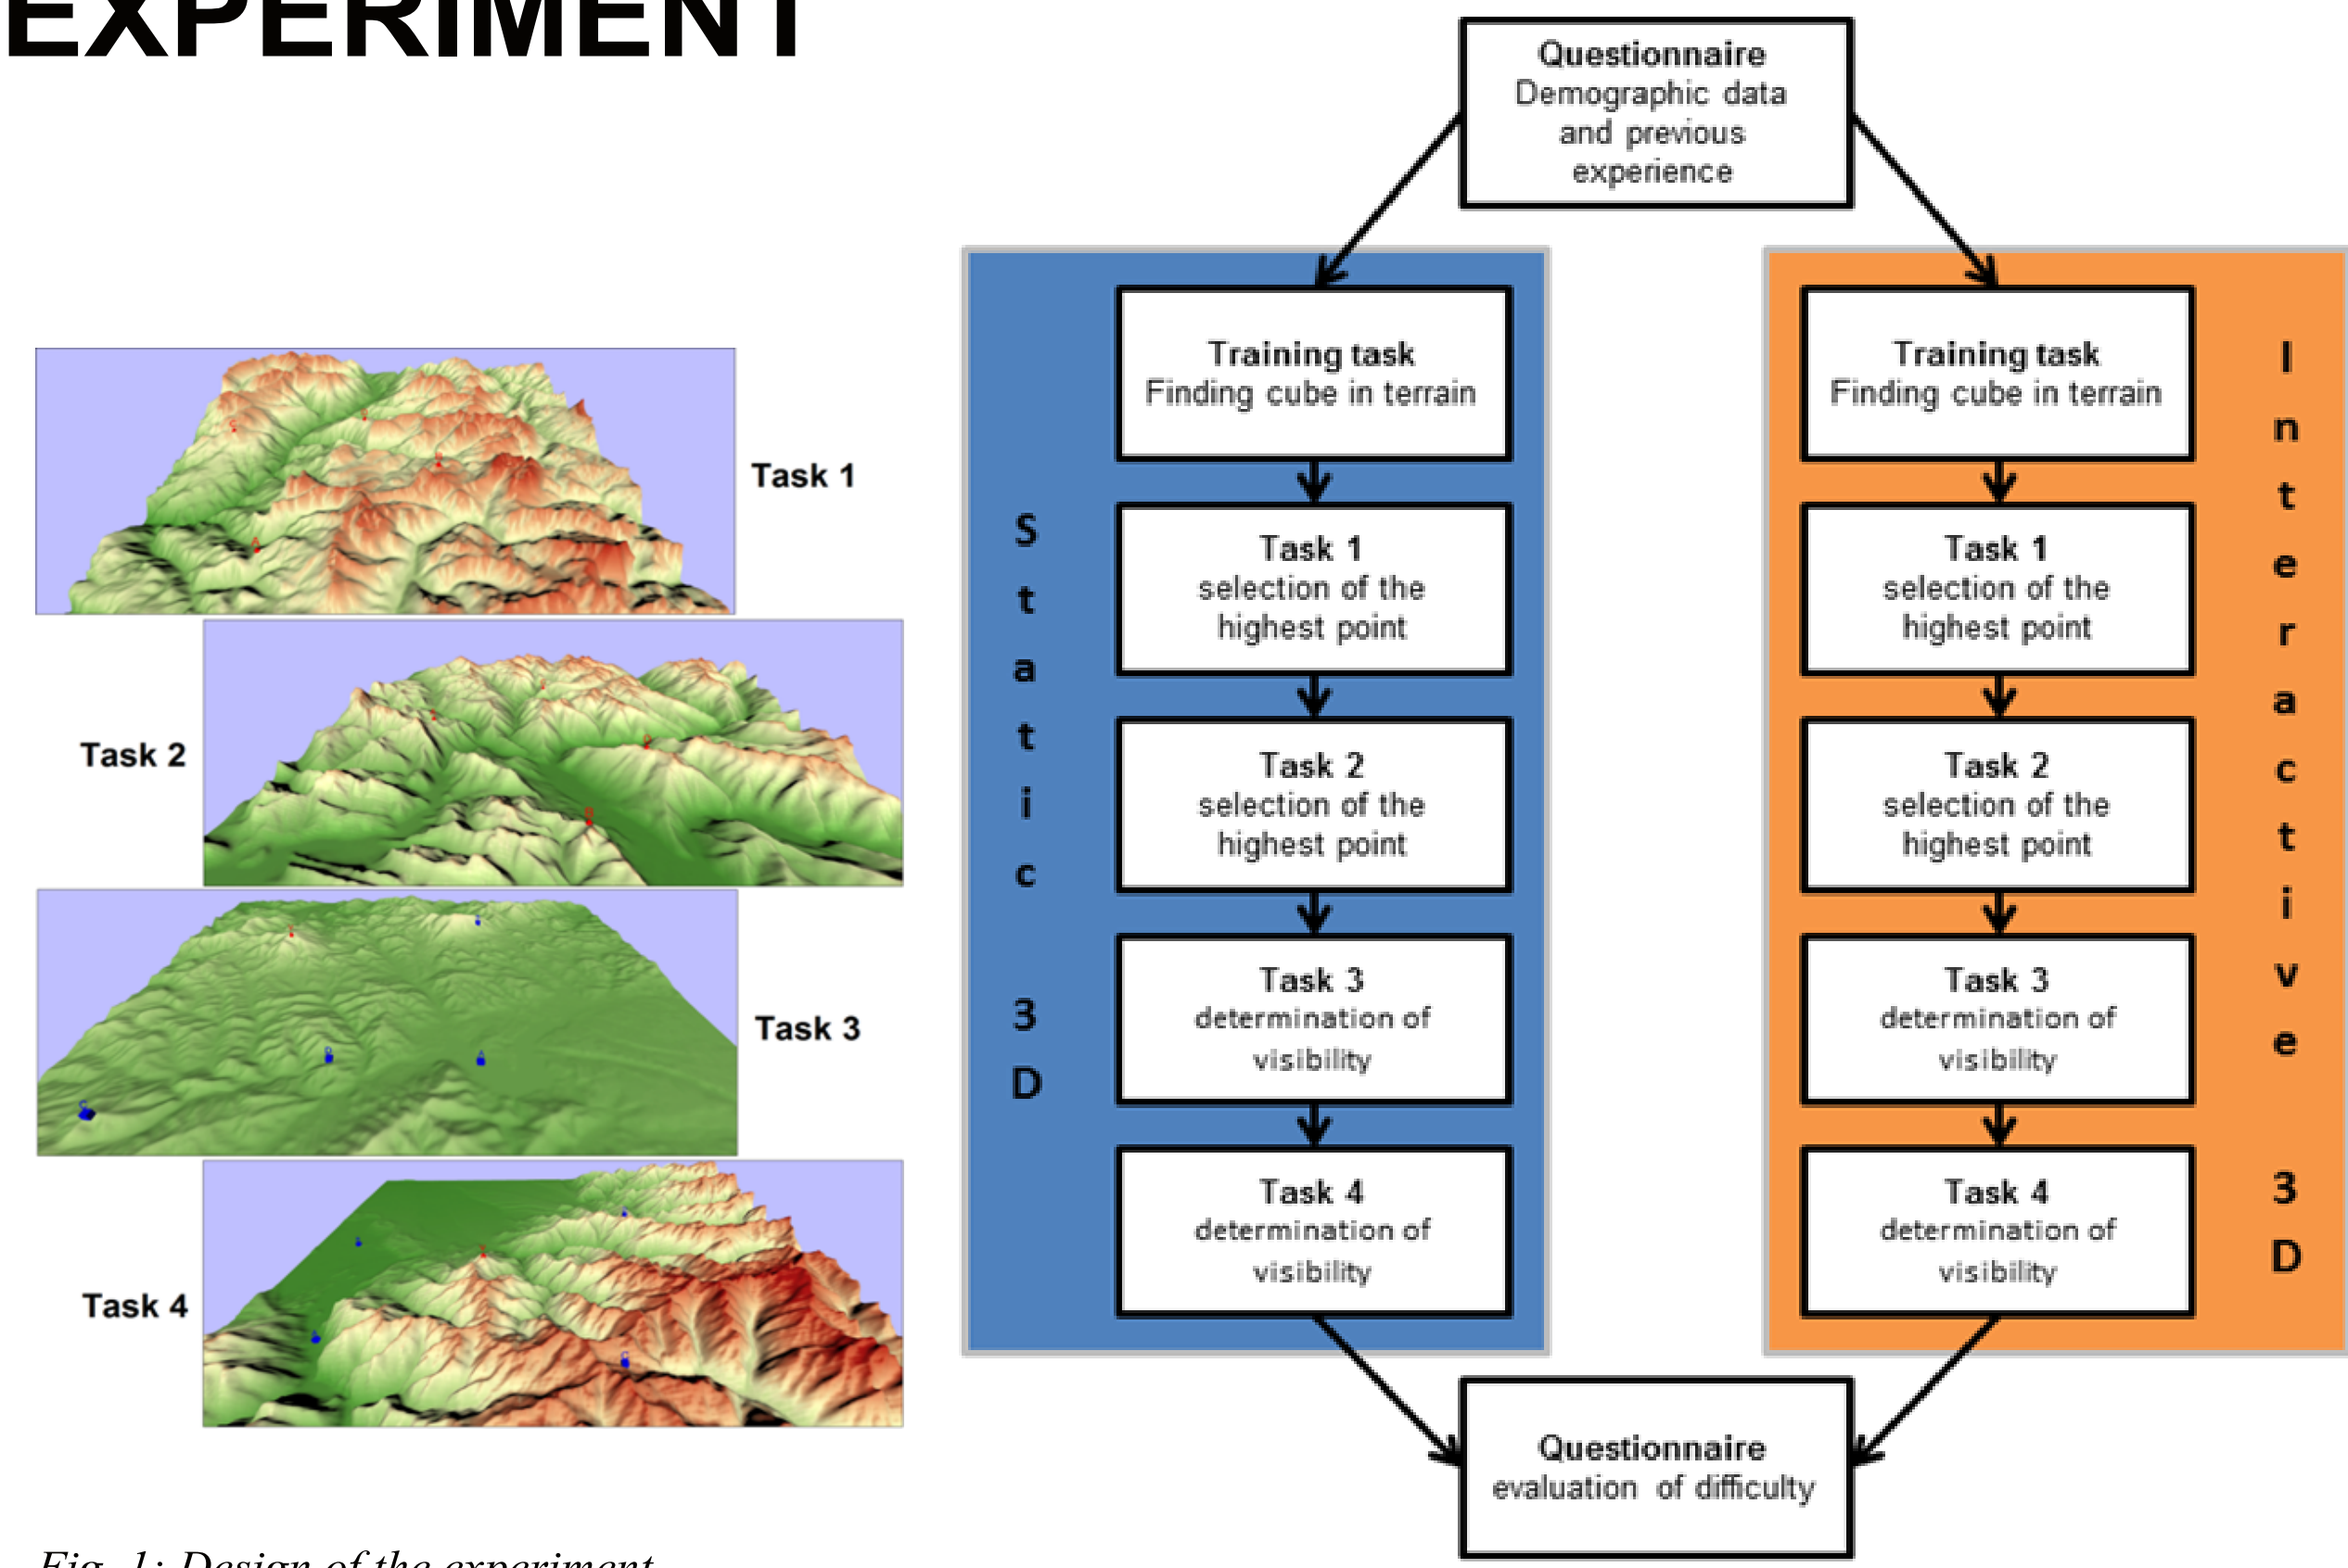 EXPERIMENT
Task 1
Task 2
Task 3
Task 4
Fig. 1: Design of the experiment
Questionnaire
Demographic data
and previous
experience
Static 3D
Training task
Finding cube in terrain
Task 1
selection of the
highest point
Task 2
selection of the
highest point
Task 3
determination of
visibility
Task 4
determination of
visibility
Interactive 3D
Training task
Finding cube in terrain
Task 1
selection of the
highest point
Task 2
selection of the
highest point
Task 3
determination of
visibility
Task 4
determination of
visibility
Questionnaire
evaluation of difficulty